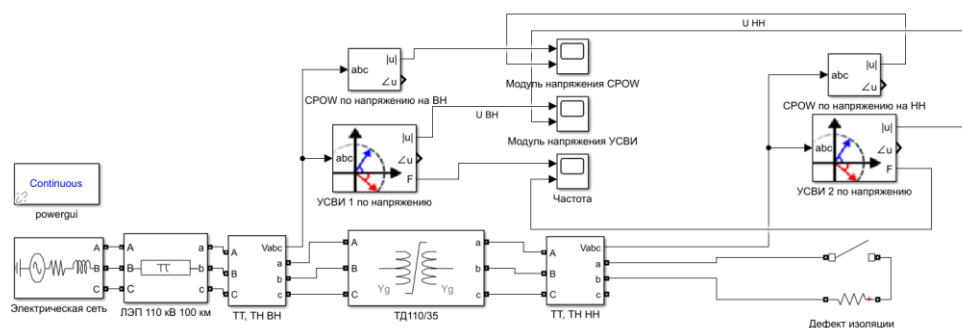 U НН
abc
|u|
∠u
CPOW по напряжению на ВН
Модуль напряжения CPOW
abc
|u|
∠u
CPOW по напряжению на НН
U ВН
abc
|u|
∠u
F
УСВИ 1 по напряжению
Модуль напряжения УСВИ
Частота
abc
|u|
∠u
F
УСВИ 2 по напряжению
Continuous
powergui
A
B
C
Электрическая сеть
A
B
C
ππ
a
b
c
ЛЭП 110 кВ 100 км
A
B
C
Vabc
a
b
c
ТТ, ТН ВН
A
B
C
Yg
Yg
a
b
c
ТД110/35
A
B
C
Vabc
a
b
c
ТТ, ТН НН
+
Дефект изоляции